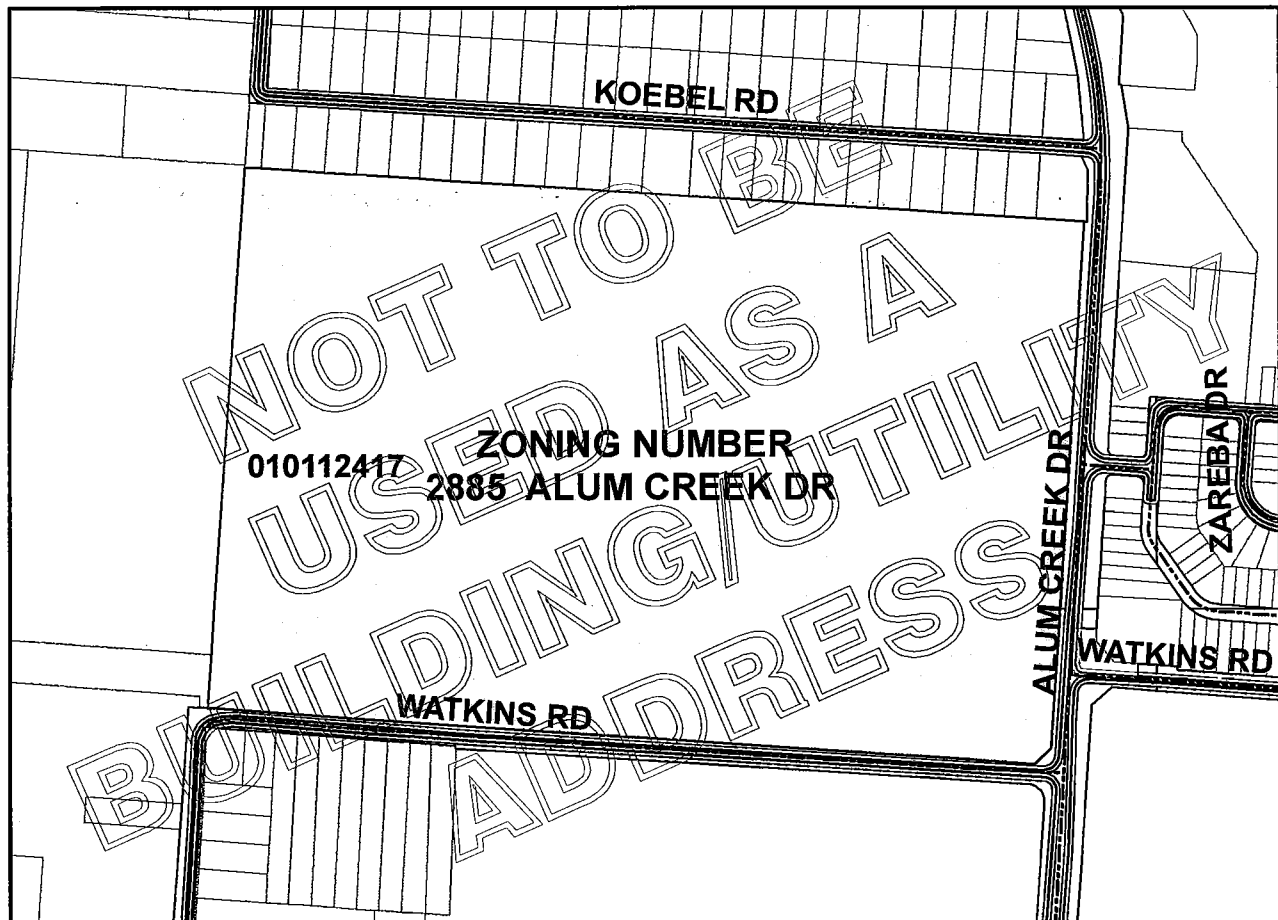 KOEBEL RD
NOT TO BE
USED AS A
BUILDING/UTILITY
ADDRESS
ZONING NUMBER
010112417
2885 ALUM CREEK DR
ALUM CREEK DR
ZAREBA DR
WATKINS RD
WATKINS RD